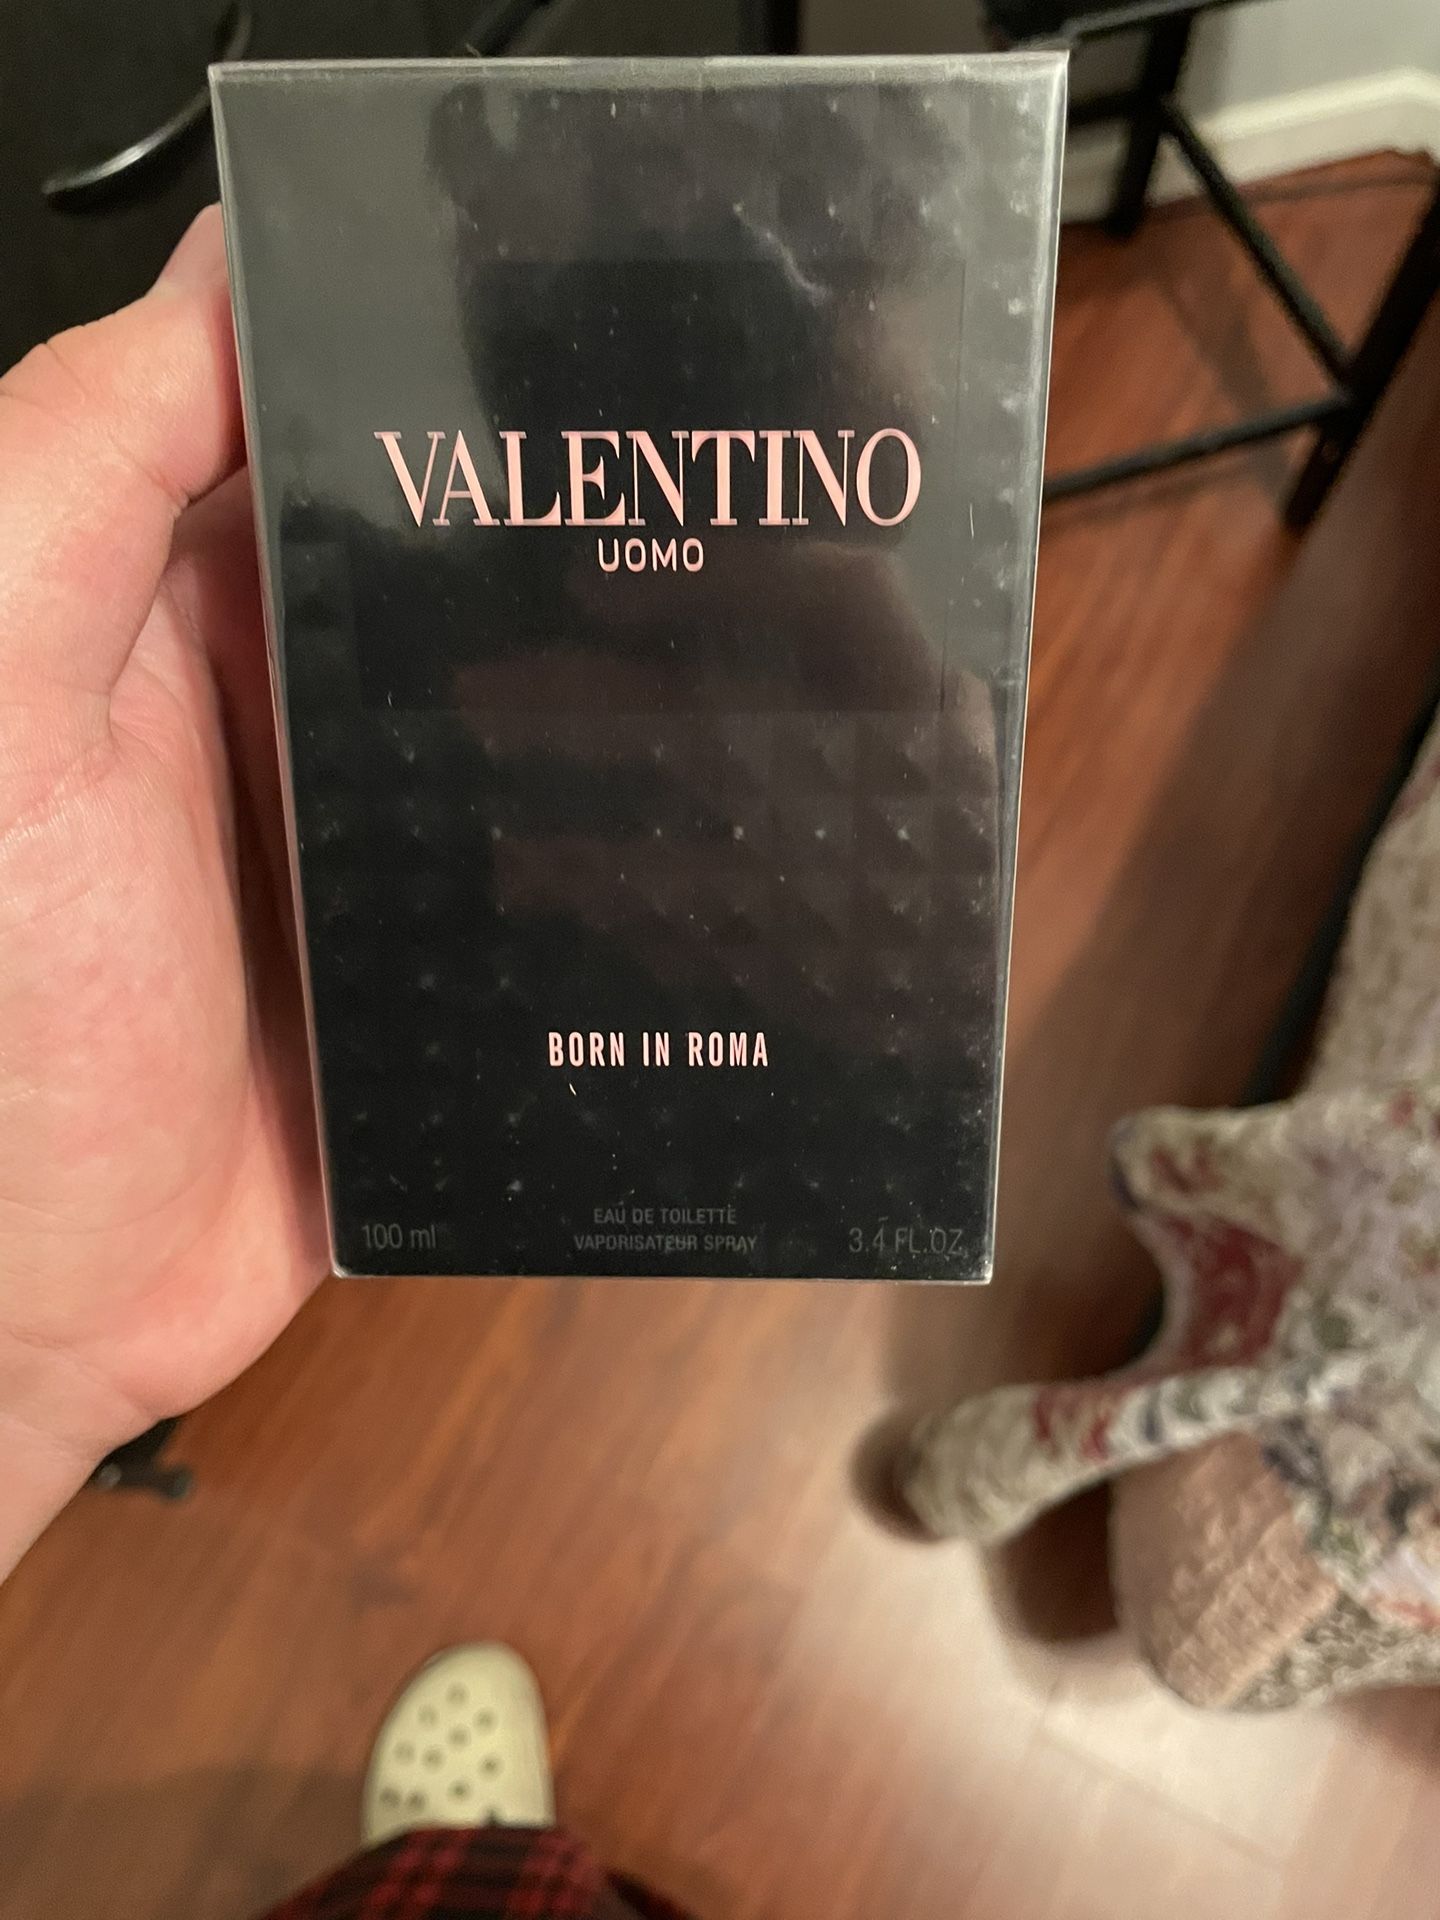 VALENTINO
UOMO
BORN IN ROMA
EAU DE TOILETTE
100 ml VAPORISATEUR SPRAY 3.4 FL.OZ.